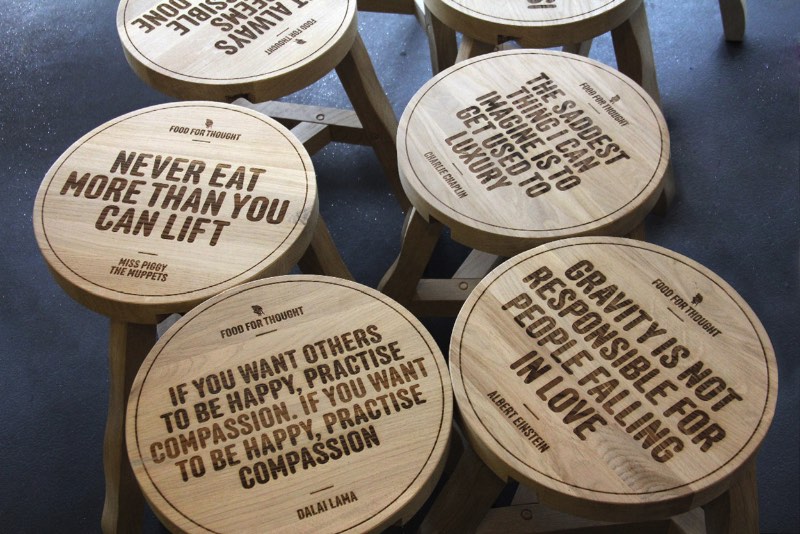 T ALWAYS
SEEMS
SSIBLE
DONE
FOOD FOR THOUGHT
FOOD FOR THOUGHT
THE SADDEST
THING I CAN
IMAGINE IS TO
GET USED TO
LUXURY
CHARLIE CHAPLIN
FOOD FOR THOUGHT
NEVER EAT
MORE THAN YOU
CAN LIFT
MISS PIGGY
THE MUPPETS
FOOD FOR THOUGHT
GRAVITY IS NOT
RESPONSIBLE FOR
PEOPLE FALLING
IN LOVE
ALBERT EINSTEIN
FOOD FOR THOUGHT
IF YOU WANT OTHERS
TO BE HAPPY, PRACTISE
COMPASSION. IF YOU WANT
TO BE HAPPY, PRACTISE
COMPASSION
DALAI LAMA